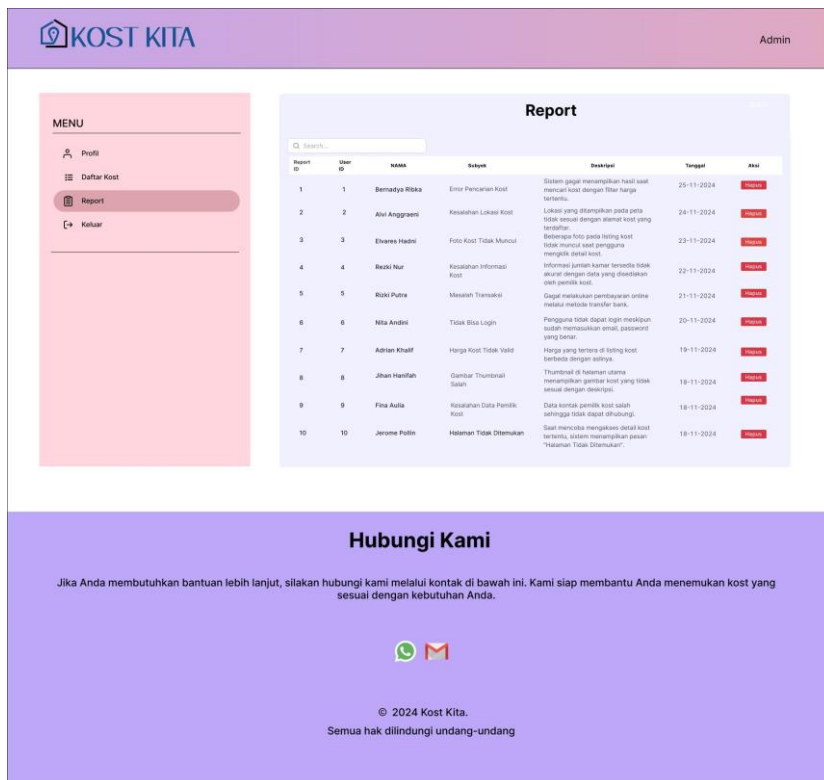 KOST KITA
Admin
MENU
Profil
Daftar Kost
Report
Keluar
Report
Search...
Report ID User ID NAMA Subyek Deskripsi Tanggal Aksi
1 1 Bernadya Ribka Error Pencarian Kost Sistem gagal menampilkan hasil saat mencari kost dengan filter harga tertentu. 25-11-2024 Hapus
2 2 Alvi Anggraeni Kesalahan Lokasi Kost Lokasi yang ditampilkan pada peta tidak sesuai dengan alamat kost yang terdaftar. 24-11-2024 Hapus
3 3 Elvares Hadni Foto Kost Tidak Muncul Beberapa foto pada listing kost tidak muncul saat pengguna mengklik detail kost. 23-11-2024 Hapus
4 4 Rezki Nur Kesalahan Informasi Kost Informasi jumlah kamar tersedia tidak akurat dengan data yang disediakan oleh pemilik kost. 22-11-2024 Hapus
5 5 Rizki Putra Masalah Transaksi Gagal melakukan pembayaran online melalui metode transfer bank. 21-11-2024 Hapus
6 6 Nita Andini Tidak Bisa Login Pengguna tidak dapat login meskipun sudah memasukkan email, password yang benar. 20-11-2024 Hapus
7 7 Adrian Khalif Harga Kost Tidak Valid Harga yang tertera di listing kost berbeda dengan aslinya. 19-11-2024 Hapus
8 8 Jihan Hanifah Gambar Thumbnail Salah Thumbnail di halaman utama menampilkan gambar kost yang tidak sesuai dengan deskripsi. 18-11-2024 Hapus
9 9 Fina Aulia Kesalahan Data Pemilik Kost Data kontak pemilik kost salah sehingga tidak dapat dihubungi. 18-11-2024 Hapus
10 10 Jerome Pollin Halaman Tidak Ditemukan Saat mencoba mengakses detail kost tertentu, sistem menampilkan pesan "Halaman Tidak Ditemukan". 18-11-2024 Hapus
Hubungi Kami
Jika Anda membutuhkan bantuan lebih lanjut, silakan hubungi kami melalui kontak di bawah ini. Kami siap membantu Anda menemukan kost yang
sesuai dengan kebutuhan Anda.
© 2024 Kost Kita.
Semua hak dilindungi undang-undang